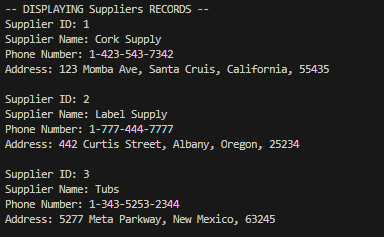 -- DISPLAYING Suppliers RECORDS --
Supplier ID: 1
Supplier Name: Cork Supply
Phone Number: 1-423-543-7342
Address: 123 Momba Ave, Santa Cruis, California, 55435
Supplier ID: 2
Supplier Name: Label Supply
Phone Number: 1-777-444-7777
Address: 442 Curtis Street, Albany, Oregon, 25234
Supplier ID: 3
Supplier Name: Tubs
Phone Number: 1-343-5253-2344
Address: 5277 Meta Parkway, New Mexico, 63245